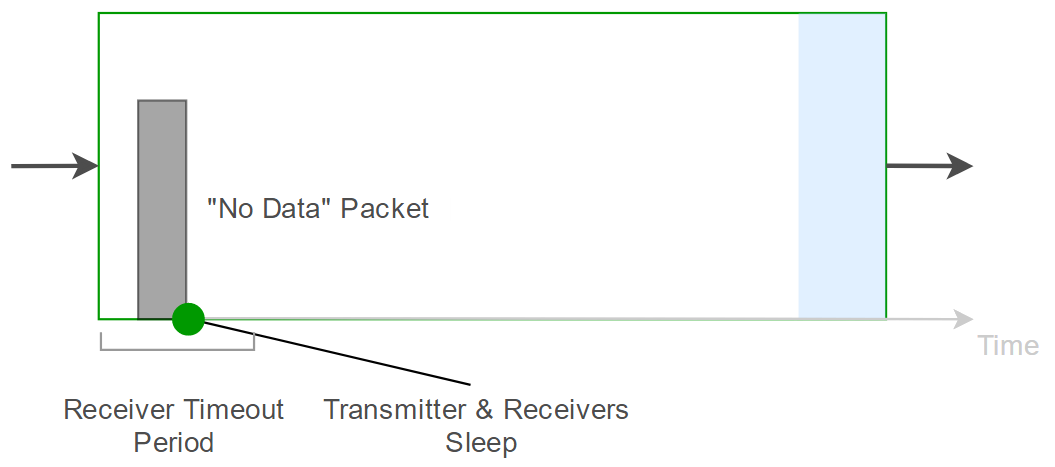 "No Data" Packet
Time
Receiver Timeout
Period
Transmitter & Receivers
Sleep